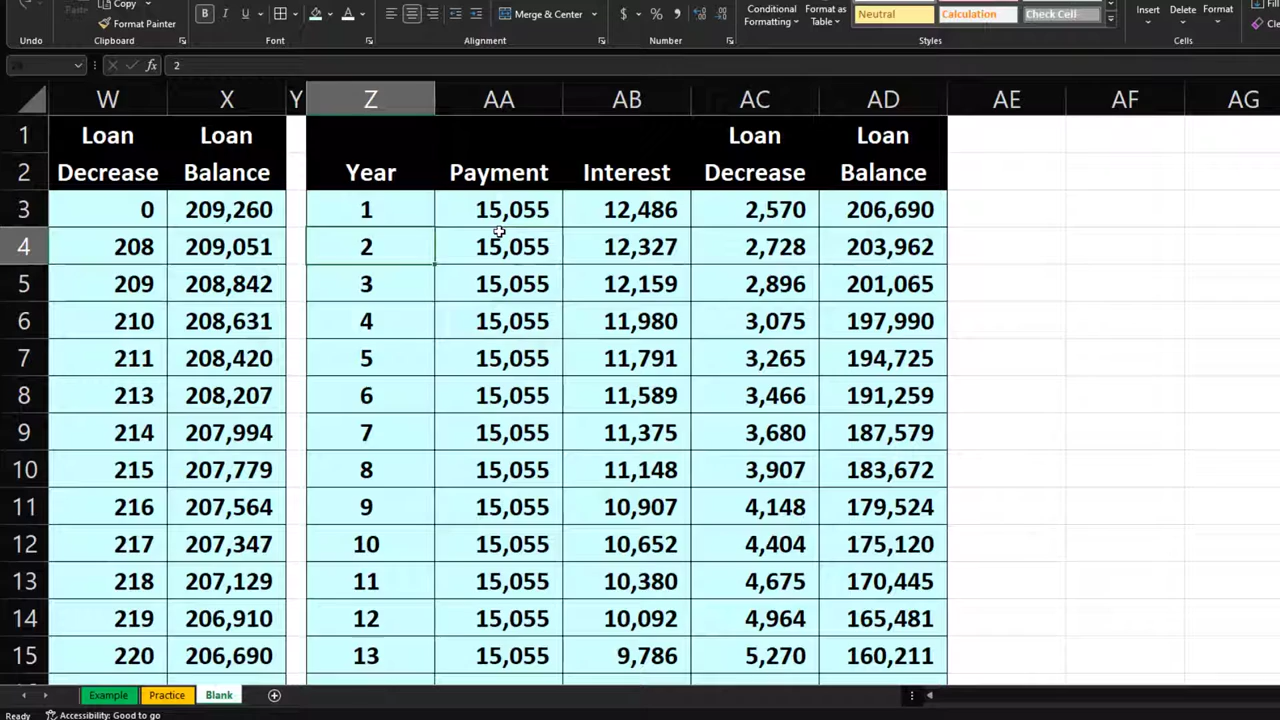 Paste
Copy
Format Painter
B I U A
Merge & Center
$ % ,
Conditional
Formatting
Format as
Table
Neutral
Calculation
Check Cell
Insert
Delete
Format
Undo
Clipboard
Font
Alignment
Number
Styles
Cells
fx 2
W X Y Z AA AB AC AD AE AF AG
1 Loan Loan Loan Loan
2 Decrease Balance Year Payment Interest Decrease Balance
3 0 209,260 1 15,055 12,486 2,570 206,690
4 208 209,051 2 15,055 12,327 2,728 203,962
5 209 208,842 3 15,055 12,159 2,896 201,065
6 210 208,631 4 15,055 11,980 3,075 197,990
7 211 208,420 5 15,055 11,791 3,265 194,725
8 213 208,207 6 15,055 11,589 3,466 191,259
9 214 207,994 7 15,055 11,375 3,680 187,579
10 215 207,779 8 15,055 11,148 3,907 183,672
11 216 207,564 9 15,055 10,907 4,148 179,524
12 217 207,347 10 15,055 10,652 4,404 175,120
13 218 207,129 11 15,055 10,380 4,675 170,445
14 219 206,910 12 15,055 10,092 4,964 165,481
15 220 206,690 13 15,055 9,786 5,270 160,211
Example Practice Blank
Ready Accessibility: Good to go